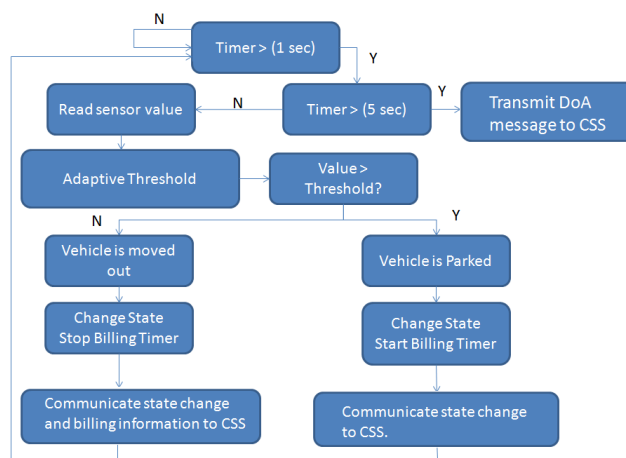 N
Timer > (1 sec)
Y
Read sensor value
N
Timer > (5 sec)
Y
Transmit DoA
message to CSS
Adaptive Threshold
Value >
Threshold?
N
Y
Vehicle is moved
out
Vehicle is Parked
Change State
Stop Billing Timer
Change State
Start Billing Timer
Communicate state change
and billing information to CSS
Communicate state change
to CSS.